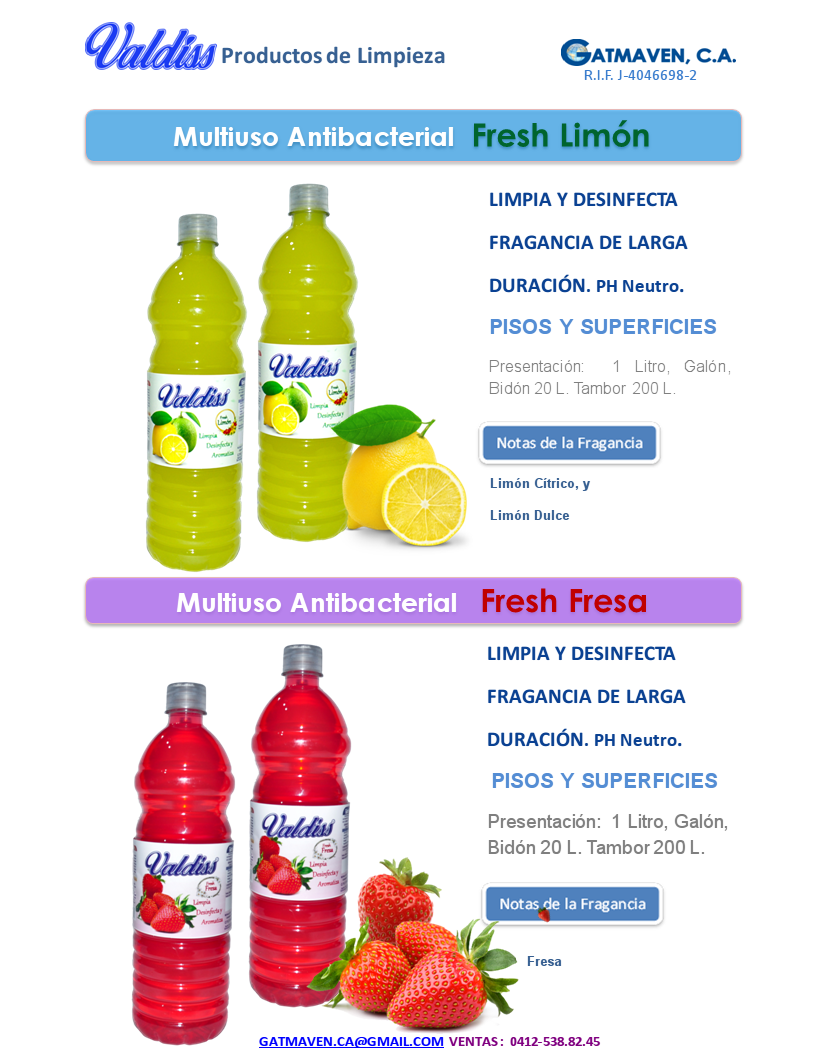 Valdiss Productos de Limpieza
GATMAVEN, C.A.
R.I.F. J-4046698-2
Multiuso Antibacterial Fresh Limón
LIMPIA Y DESINFECTA
FRAGANCIA DE LARGA
DURACIÓN. PH Neutro.
PISOS Y SUPERFICIES
Presentación: 1 Litro, Galón,
Bidón 20 L. Tambor 200 L.
Notas de la Fragancia
Limón Cítrico, y
Limón Dulce
Valdiss
Fresh
Limón
Limpia
Desinfecta y
Aromatiza
Valdiss
Fresh
Limón
Limpia
Desinfecta y
Aromatiza
Multiuso Antibacterial Fresh Fresa
LIMPIA Y DESINFECTA
FRAGANCIA DE LARGA
DURACIÓN. PH Neutro.
PISOS Y SUPERFICIES
Presentación: 1 Litro, Galón,
Bidón 20 L. Tambor 200 L.
Notas de la Fragancia
Fresa
Valdiss
Fresh
Fresa
Limpia
Desinfecta y
Aromatiza
Valdiss
Fresh
Fresa
Limpia
Desinfecta y
Aromatiza
GATMAVEN.CA@GMAIL.COM VENTAS: 0412-538.82.45